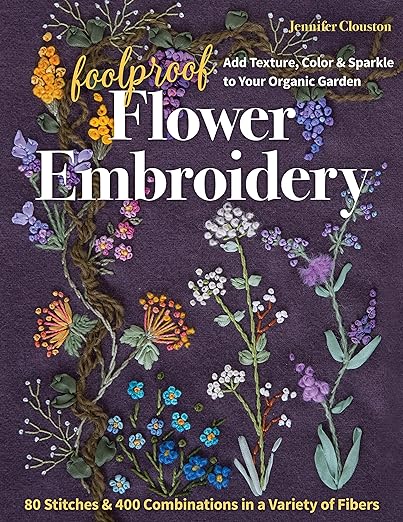 Jennifer Clouston
foolproof
Add Texture, Color & Sparkle
to Your Organic Garden
Flower
Embroidery
80 Stitches & 400 Combinations in a Variety of Fibers